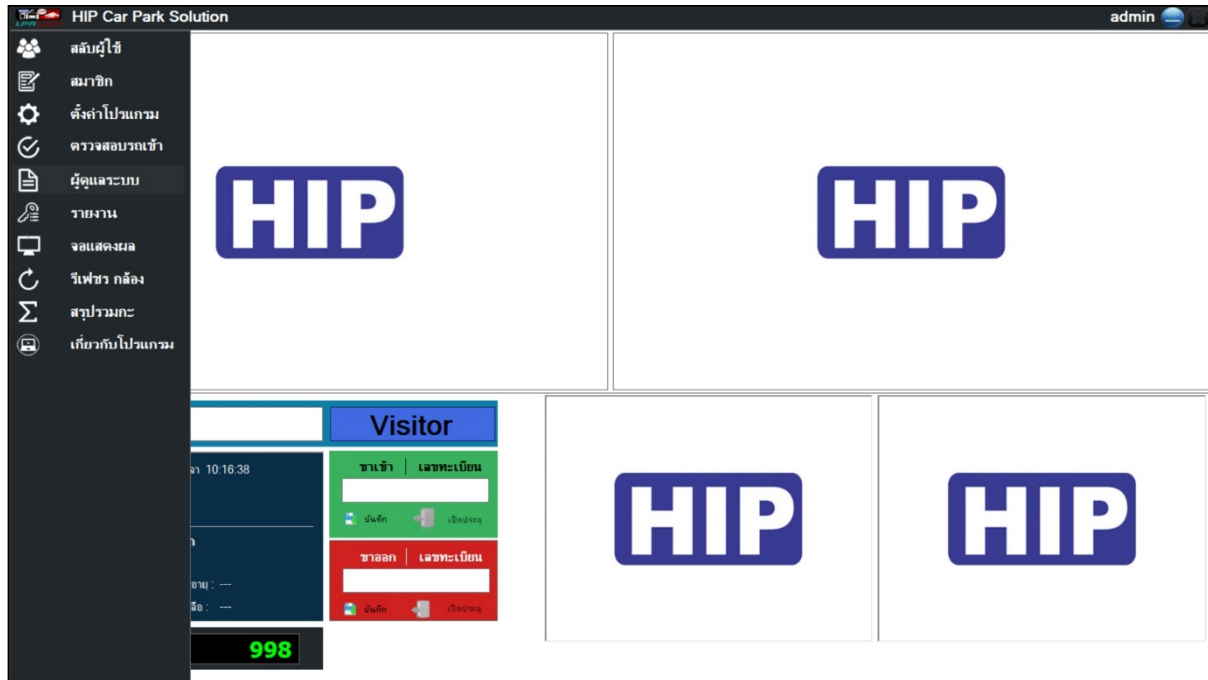 LPR HIP Car Park Solution admin
สลับผู้ใช้
สมาชิก
ตั้งค่าโปรแกรม
ตรวจสอบรถเข้า
ผู้ดูแลระบบ
รายงาน
จอแสดงผล
รีเฟชร กล้อง
สรุปรวมกะ
เกี่ยวกับโปรแกรม
HIP
HIP
Visitor
10:16:38
ขาเข้า เลขทะเบียน
บันทึก เปิดประตู
ขาออก เลขทะเบียน
อายุ : ---
: ---
บันทึก เปิดประตู
998
HIP
HIP